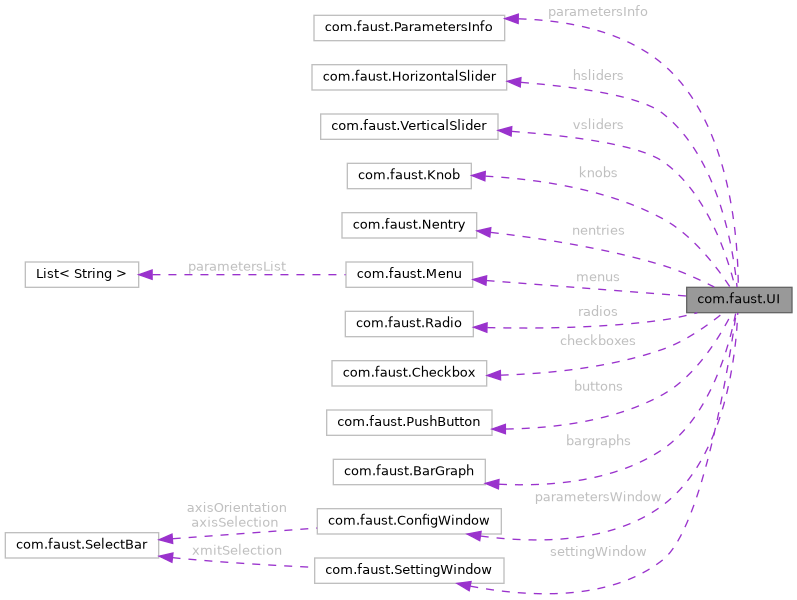 parametersInfo
com.faust.ParametersInfo
hsliders
com.faust.HorizontalSlider
vsliders
com.faust.VerticalSlider
knobs
com.faust.Knob
nentries
com.faust.Nentry
parametersList
List< String >
com.faust.Menu
menus
com.faust.UI
radios
com.faust.Radio
checkboxes
com.faust.Checkbox
buttons
com.faust.PushButton
bargraphs
com.faust.BarGraph
parametersWindow
axisOrientation
axisSelection
com.faust.ConfigWindow
com.faust.SelectBar
xmitSelection
settingWindow
com.faust.SettingWindow